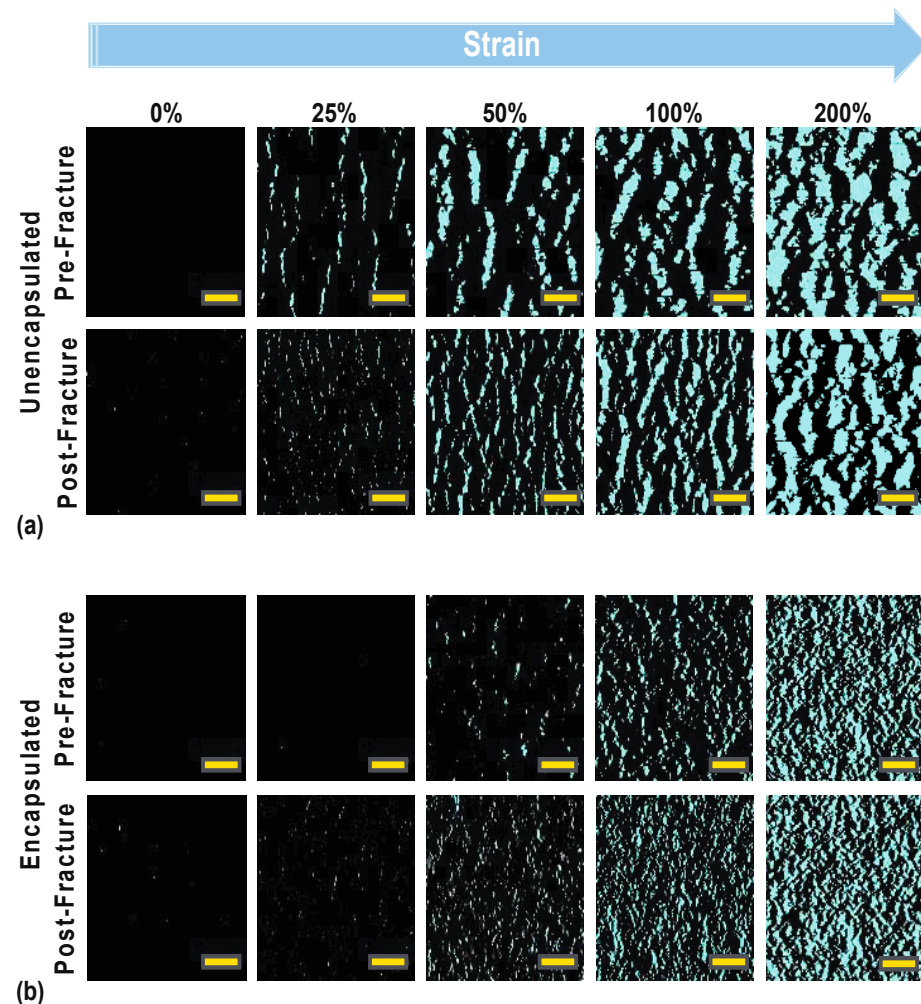 Strain
0% 25% 50% 100% 200%
Unencapsulated
Pre-Fracture
Post-Fracture
(a)
Encapsulated
Pre-Fracture
Post-Fracture
(b)